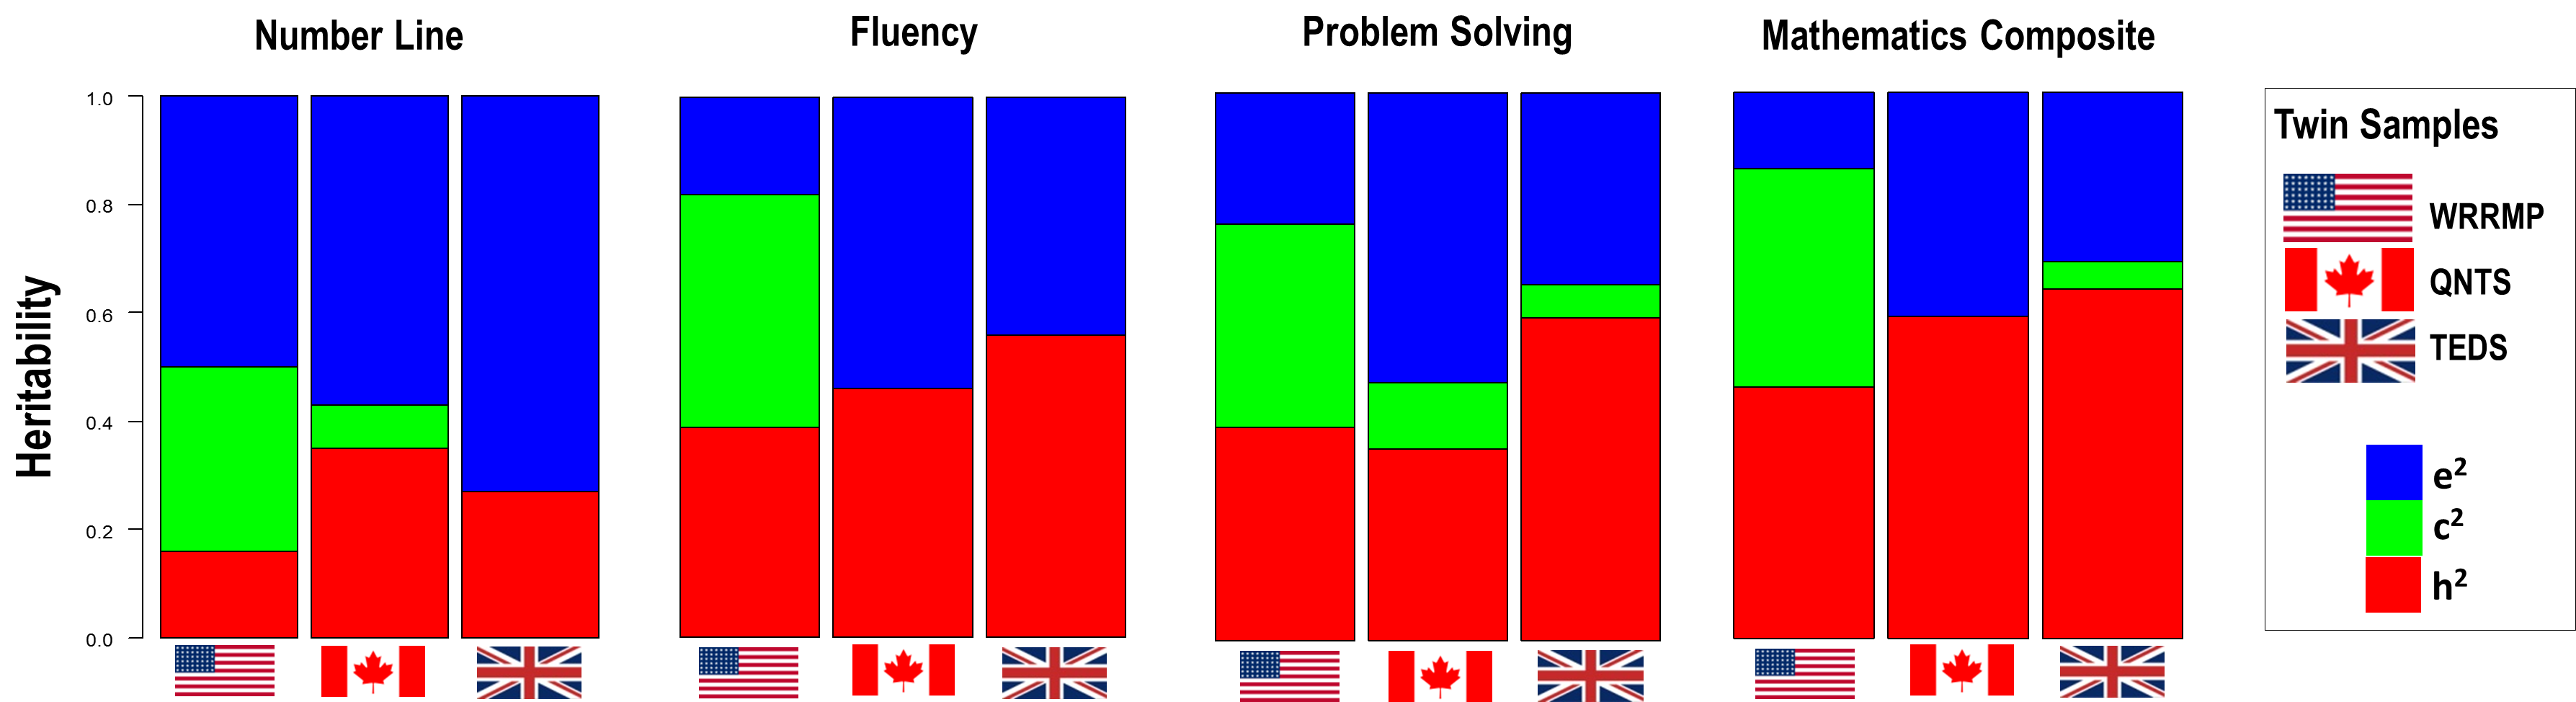 Number Line
Fluency
Problem Solving
Mathematics Composite
Heritability
1.0
0.8
0.6
0.4
0.2
0.0
Twin Samples
WRRMP
QNTS
TEDS
e²
c²
h²